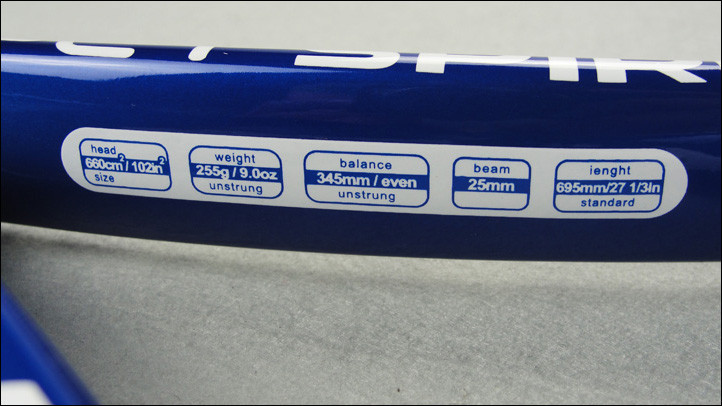 head
660cm²/102in²
size
weight
255g/9.0oz
unstrung
balance
345mm/even
unstrung
beam
25mm
ienght
695mm/27 1/3in
standard